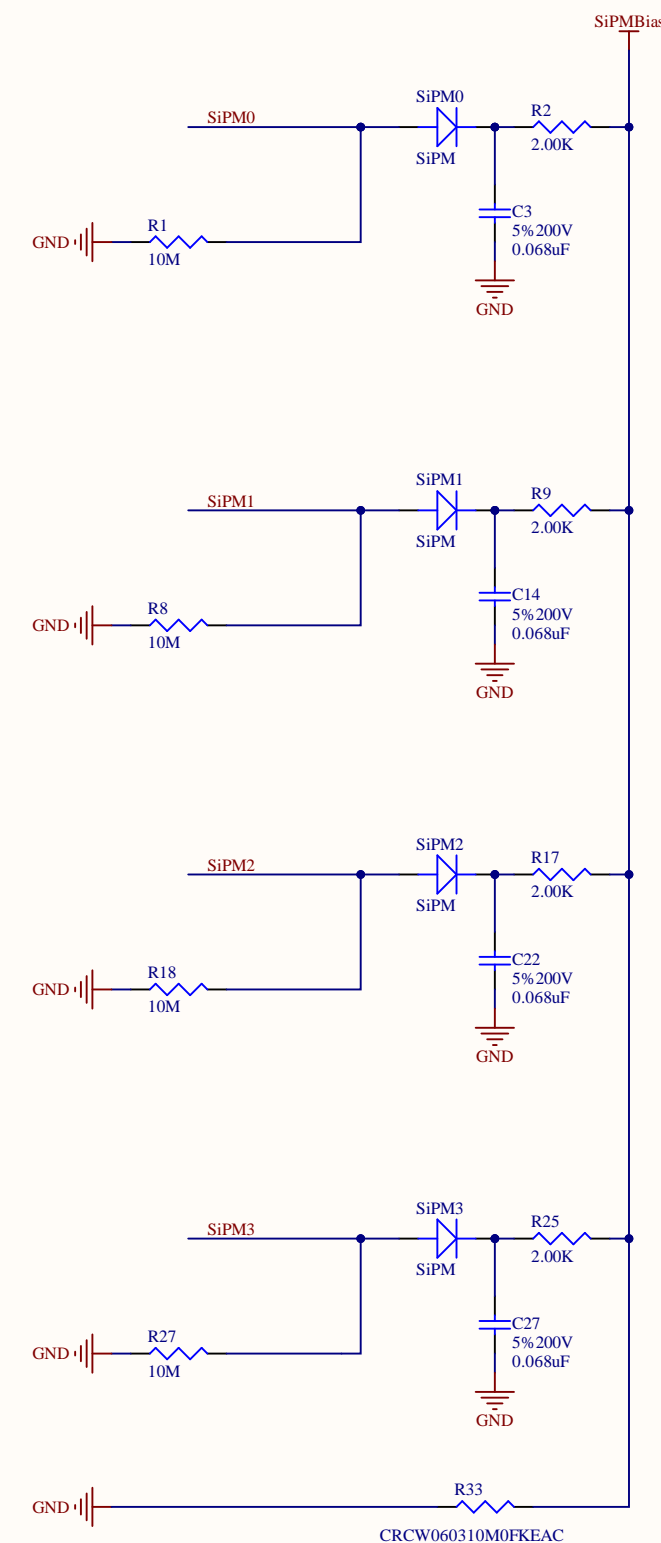 SiPMBias
SiPM0
SiPM0
SiPM
R2
2.00K
R1
10M
GND
C3
5%200V
0.068uF
GND
SiPM1
SiPM1
SiPM
R9
2.00K
R8
10M
GND
C14
5%200V
0.068uF
GND
SiPM2
SiPM2
SiPM
R17
2.00K
R18
10M
GND
C22
5%200V
0.068uF
GND
SiPM3
SiPM3
SiPM
R25
2.00K
R27
10M
GND
C27
5%200V
0.068uF
GND
GND
R33
CRCW060310M0FKEAC